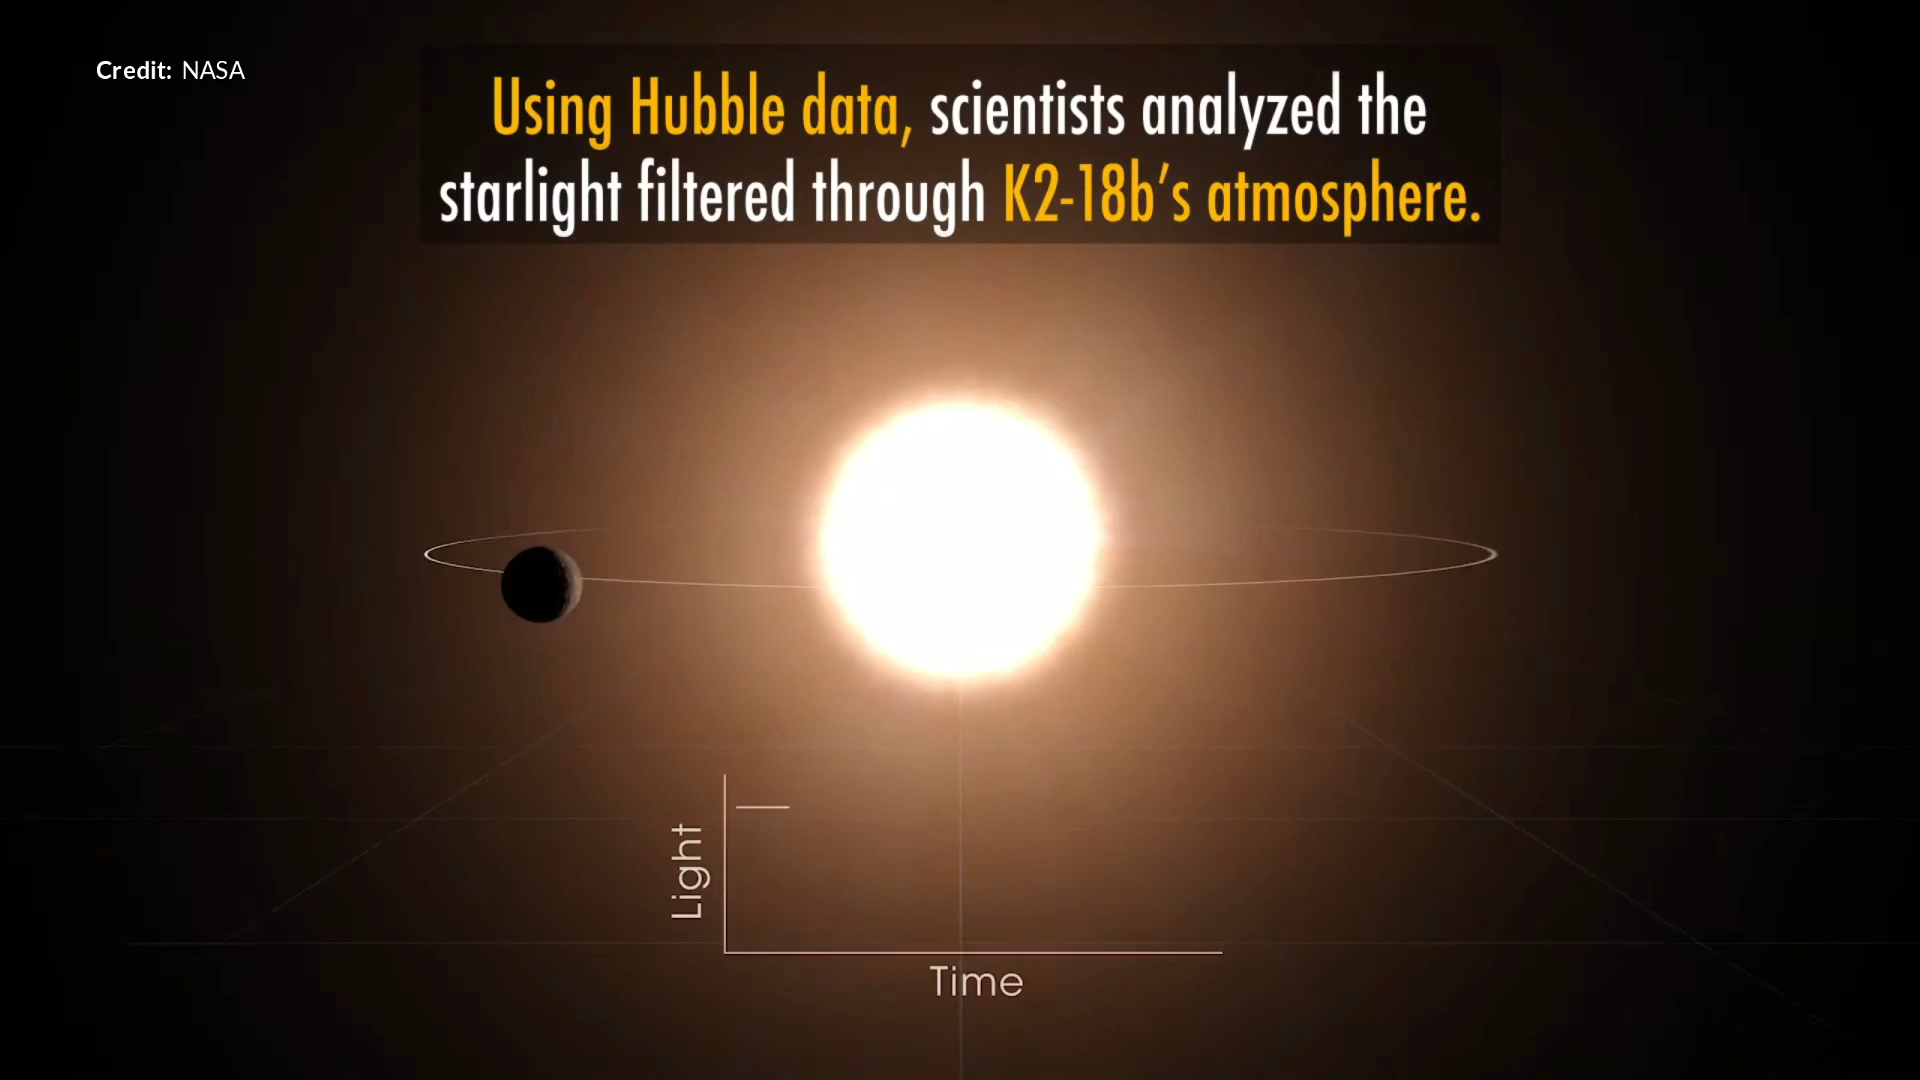 Credit: NASA
Using Hubble data, scientists analyzed the
starlight filtered through K2-18b’s atmosphere.
Light
Time